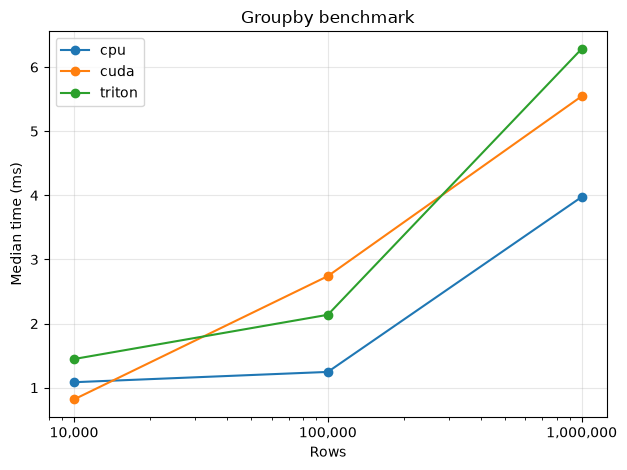 Groupby benchmark
cpu
cuda
triton
6
5
4
3
2
1
Median time (ms)
10,000 100,000 1,000,000
Rows